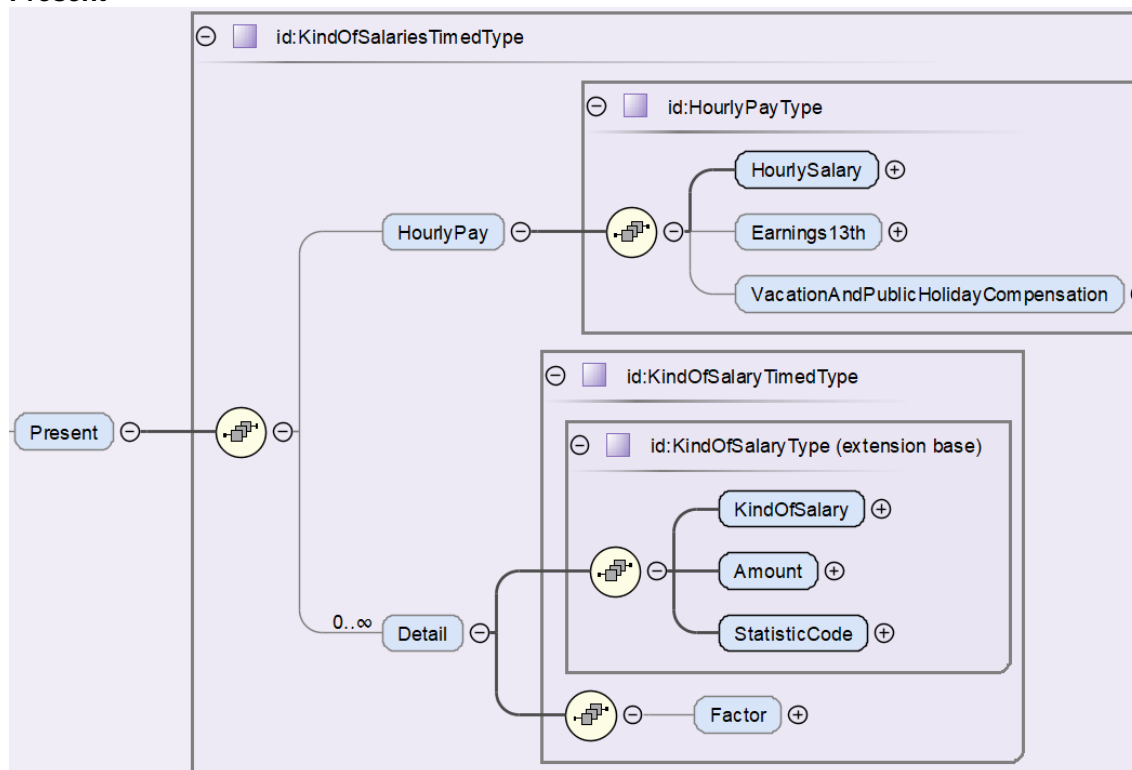 Present
id:KindOfSalariesTimedType
id:HourlyPayType
HourlySalary
HourlyPay
Earnings13th
VacationAndPublicHolidayCompensation
id:KindOfSalaryTimedType
Present
id:KindOfSalaryType (extension base)
KindOfSalary
Amount
0..∞
Detail
StatisticCode
Factor